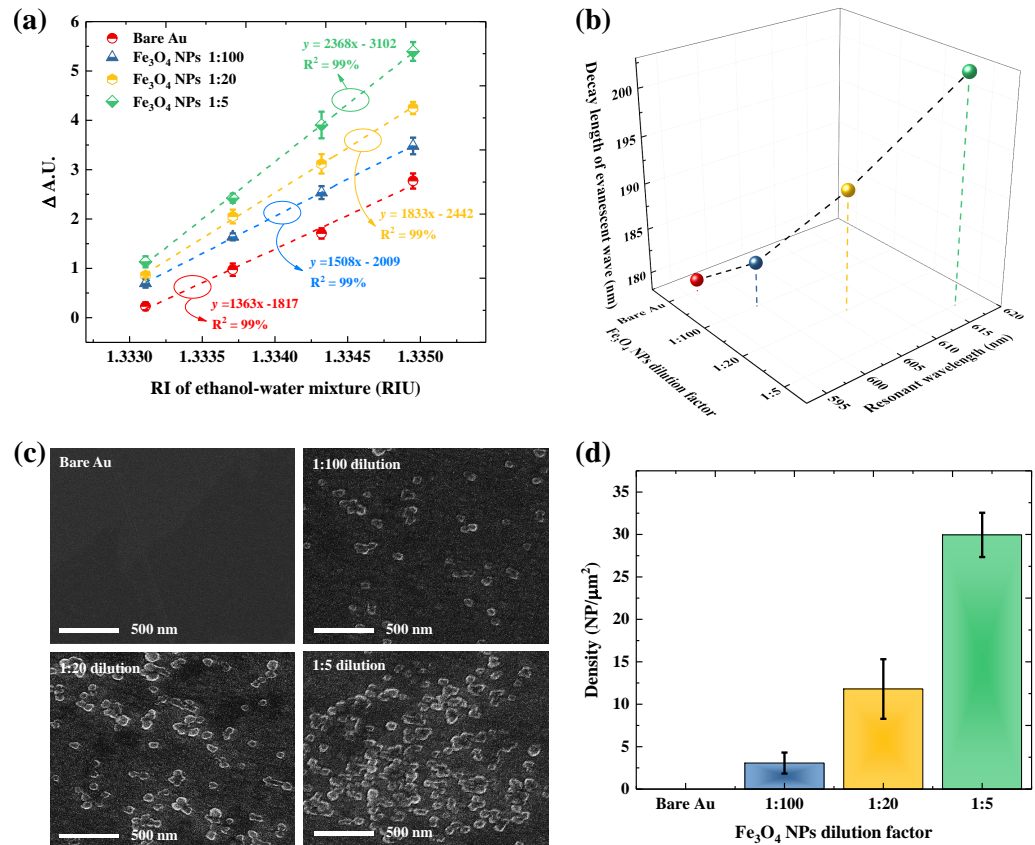 (a)
Δ A.U.
6
5
4
3
2
1
0
Bare Au
Fe₃O₄ NPs 1:100
Fe₃O₄ NPs 1:20
Fe₃O₄ NPs 1:5
y = 2368x - 3102
R² = 99%
y = 1833x - 2442
R² = 99%
y =1508x - 2009
R² = 99%
y =1363x -1817
R² = 99%
1.3330 1.3335 1.3340 1.3345 1.3350
RI of ethanol-water mixture (RIU)
(b)
Decay length of
evanescent wave (nm)
200
195
190
185
180
Bare Au
1:100
1:20
1:5
Fe₃O₄ NPs dilution factor
595
600
605
610
615
620
Resonant wavelength (nm)
(c)
Bare Au
500 nm
1:100 dilution
500 nm
1:20 dilution
500 nm
1:5 dilution
500 nm
(d)
Density (NP/μm²)
35
30
25
20
15
10
5
0
Bare Au 1:100 1:20 1:5
Fe₃O₄ NPs dilution factor